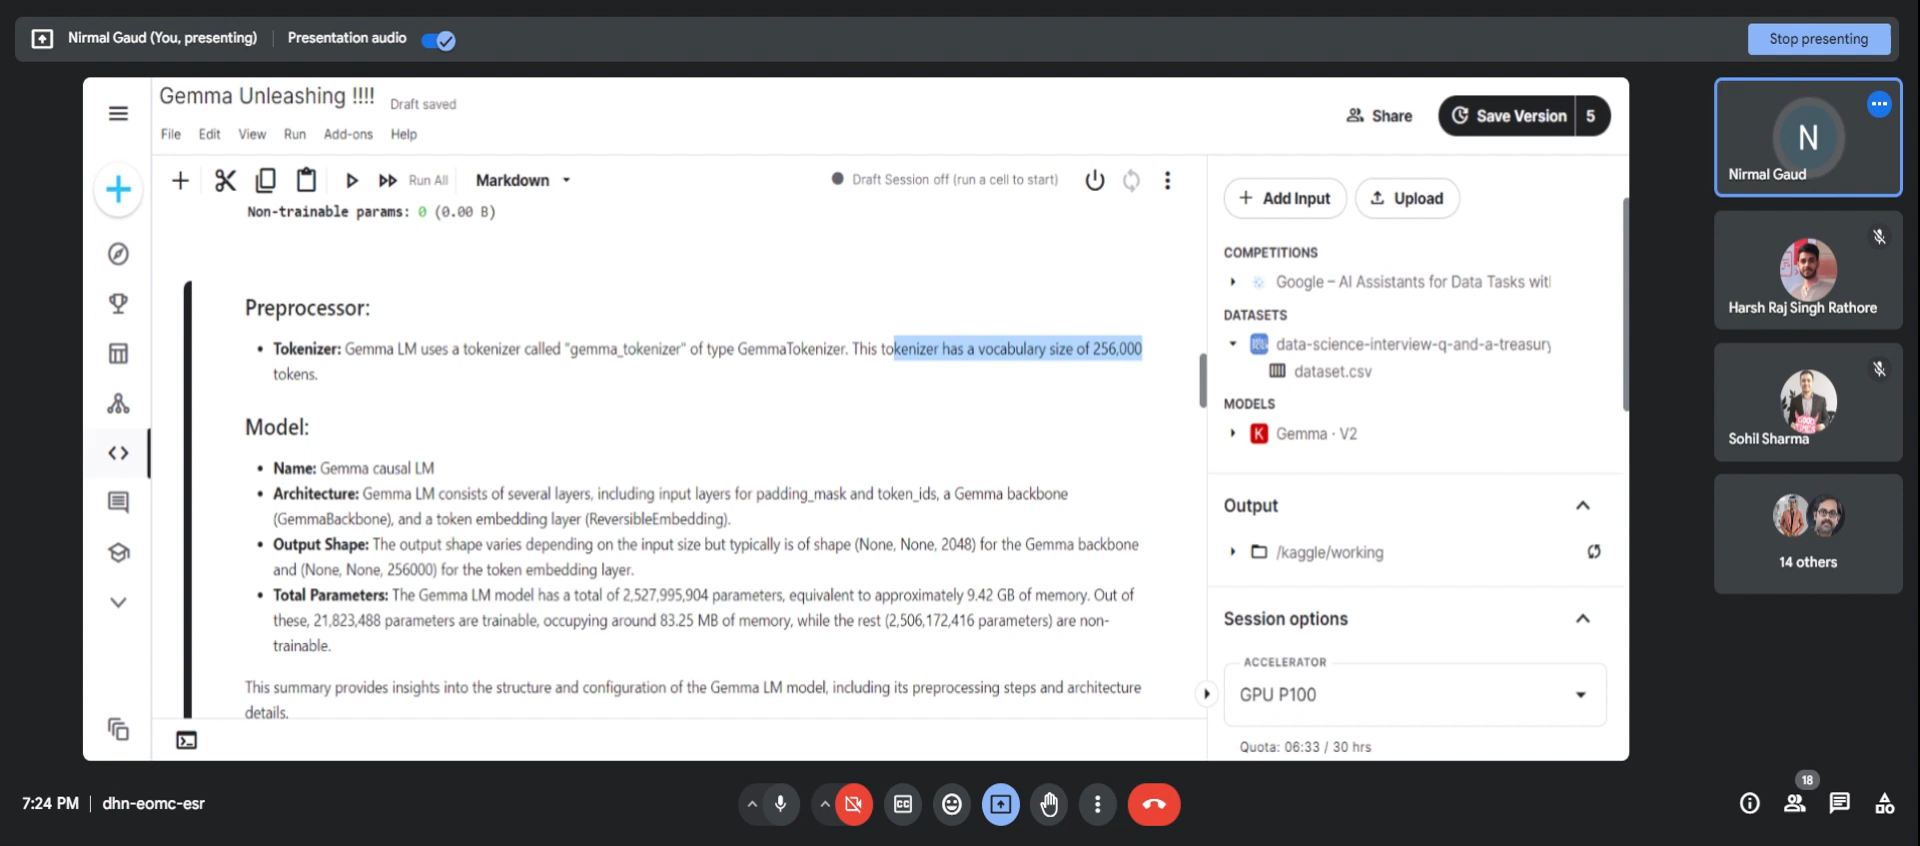 Nirmal Gaud (You, presenting)
Presentation audio
Stop presenting
Gemma Unleashing !!!!
Draft saved
File Edit View Run Add-ons Help
Share
Save Version 5
Run All
Markdown
Draft Session off (run a cell to start)
Non-trainable params: 0 (0.00 B)
Preprocessor:
• Tokenizer: Gemma LM uses a tokenizer called "gemma_tokenizer" of type GemmaTokenizer. This tokenizer has a vocabulary size of 256,000
tokens.
Model:
• Name: Gemma causal LM
• Architecture: Gemma LM consists of several layers, including input layers for padding_mask and token_ids, a Gemma backbone
(GemmaBackbone), and a token embedding layer (ReversibleEmbedding).
• Output Shape: The output shape varies depending on the input size but typically is of shape (None, None, 2048) for the Gemma backbone
and (None, None, 256000) for the token embedding layer.
• Total Parameters: The Gemma LM model has a total of 2,527,995,904 parameters, equivalent to approximately 9.42 GB of memory. Out of
these, 21,823,488 parameters are trainable, occupying around 83.25 MB of memory, while the rest (2,506,172,416 parameters) are non-
trainable.
This summary provides insights into the structure and configuration of the Gemma LM model, including its preprocessing steps and architecture
details.
Add Input
Upload
COMPETITIONS
Google – AI Assistants for Data Tasks wit
DATASETS
data-science-interview-q-and-a-treasury
dataset.csv
MODELS
K
Gemma · V2
Output
/kaggle/working
Session options
ACCELERATOR
GPU P100
Quota: 06:33 / 30 hrs
N
Nirmal Gaud
Harsh Raj Singh Rathore
Sohil Sharma
14 others
7:24 PM | dhn-eomc-esr
CC
18